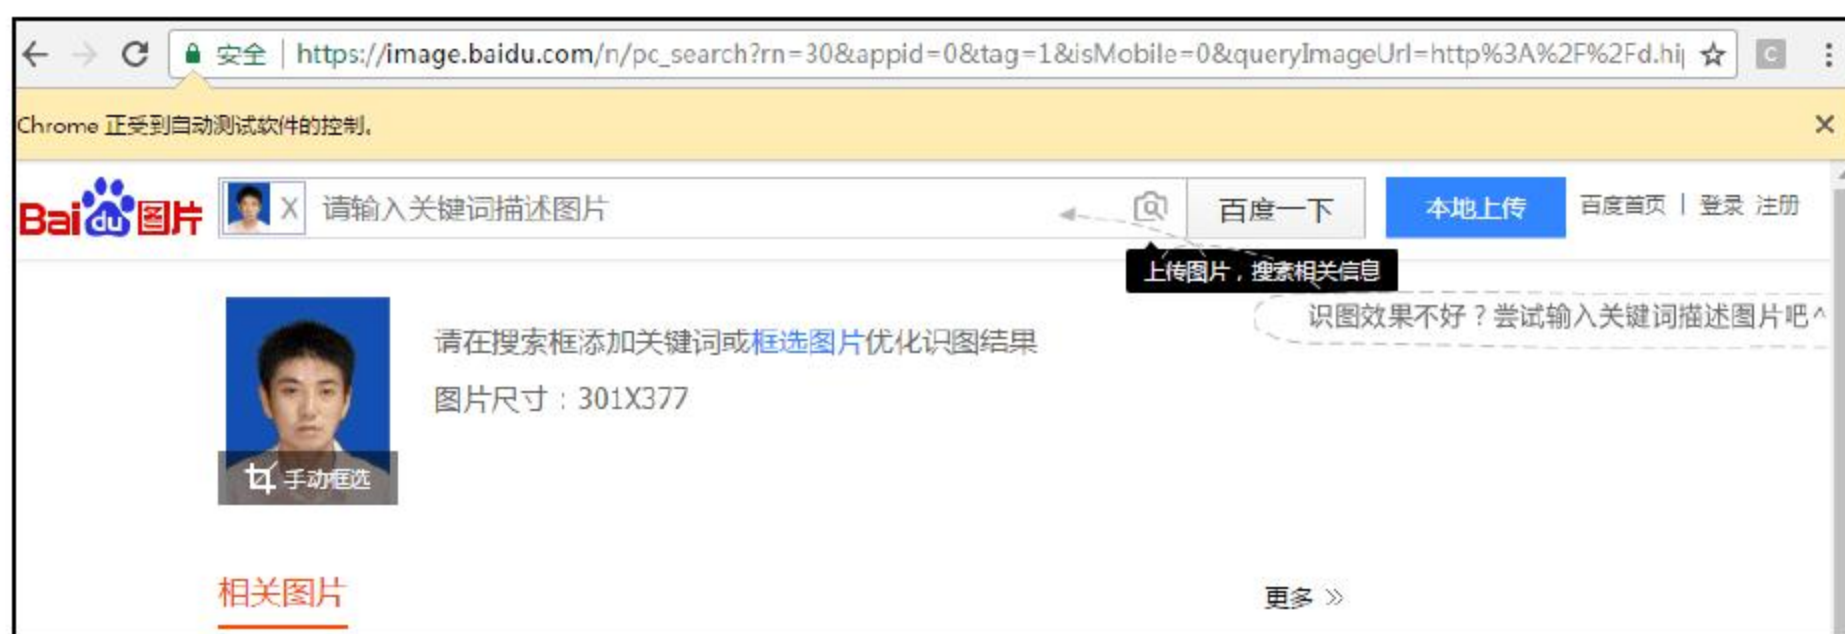 安全 | https://image.baidu.com/n/pc_search?rn=30&appid=0&tag=1&isMobile=0&queryImageUrl=http%3A%2F%2Fd.hi
Chrome 正受到自动测试软件的控制。
Bai du 图片 X 请输入关键词描述图片 百度一下 本地上传 百度首页 | 登录 注册
上传图片，搜索相关信息
识图效果不好？尝试输入关键词描述图片吧^
请在搜索框添加关键词或框选图片优化识图结果
图片尺寸：301X377
手动框选
相关图片 更多 »